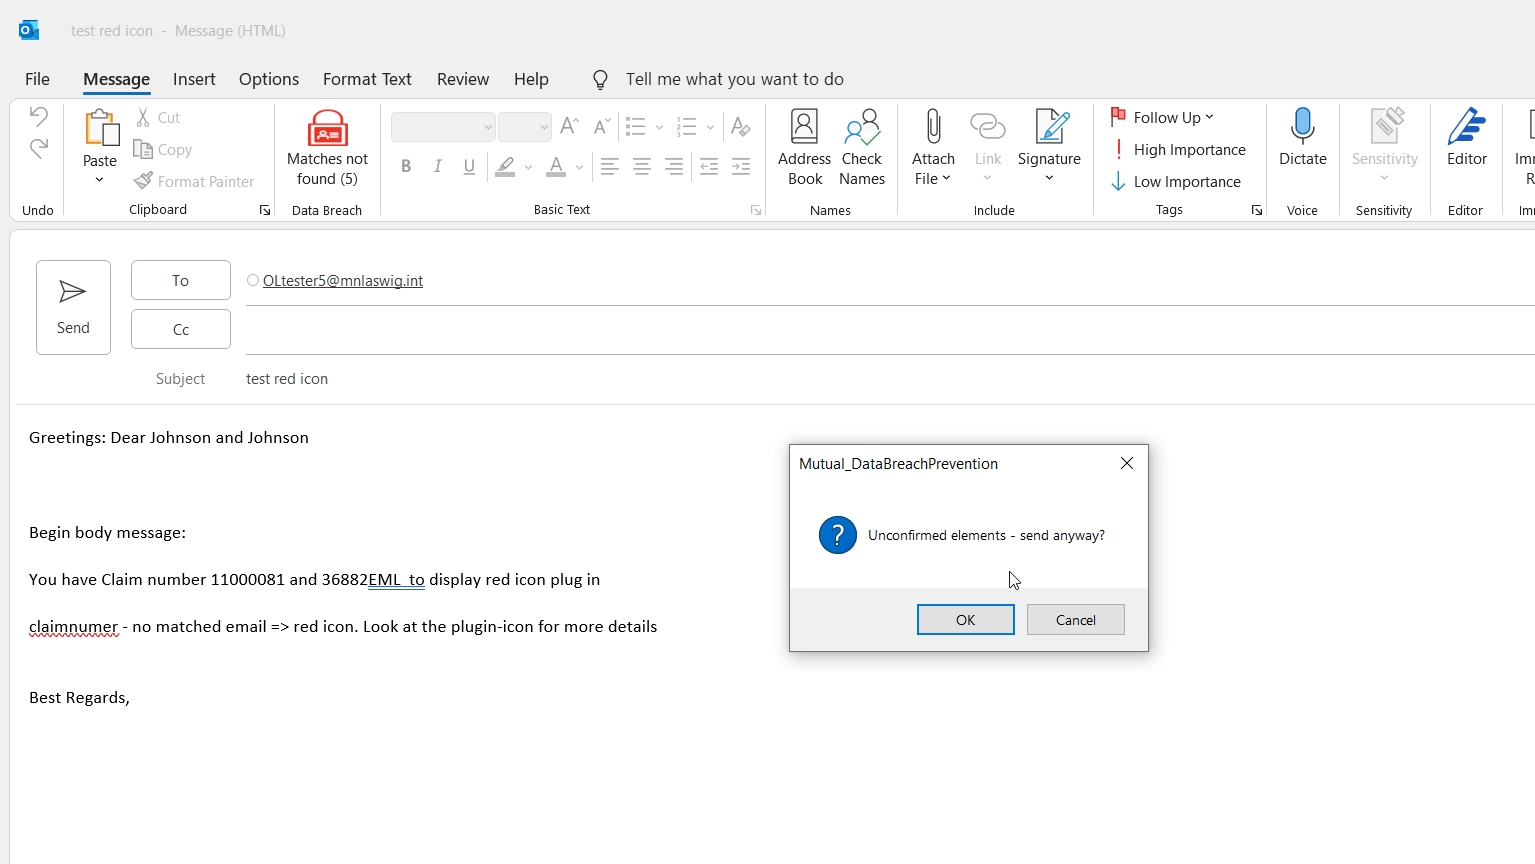 test red icon - Message (HTML)
File Message Insert Options Format Text Review Help Tell me what you want to do
Undo
Paste
Cut
Copy
Format Painter
Clipboard
Matches not
found (5)
Data Breach
B I U
Basic Text
Address
Book
Check
Names
Names
Attach
File
Link
Signature
Include
Follow Up
High Importance
Low Importance
Tags
Dictate
Voice
Sensitivity
Sensitivity
Editor
Editor
Send
To OLtester5@mnlaswig.int
Cc
Subject test red icon
Greetings: Dear Johnson and Johnson
Mutual_DataBreachPrevention
Unconfirmed elements - send anyway?
OK Cancel
Begin body message:
You have Claim number 11000081 and 36882EML to display red icon plug in
claimnumer - no matched email => red icon. Look at the plugin-icon for more details
Best Regards,